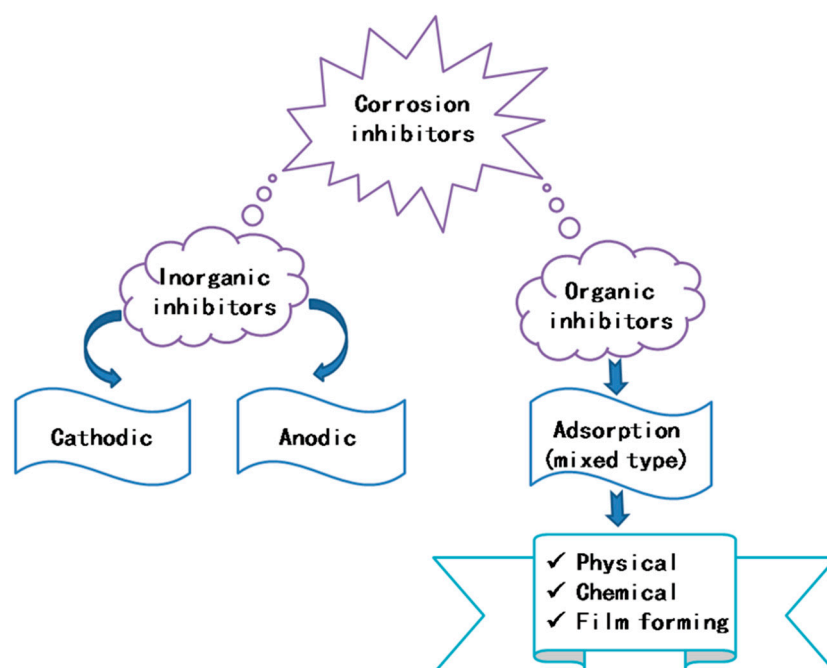 Corrosion
inhibitors
Inorganic
inhibitors
Organic
inhibitors
Cathodic
Anodic
Adsorption
(mixed type)
✓ Physical
✓ Chemical
✓ Film forming